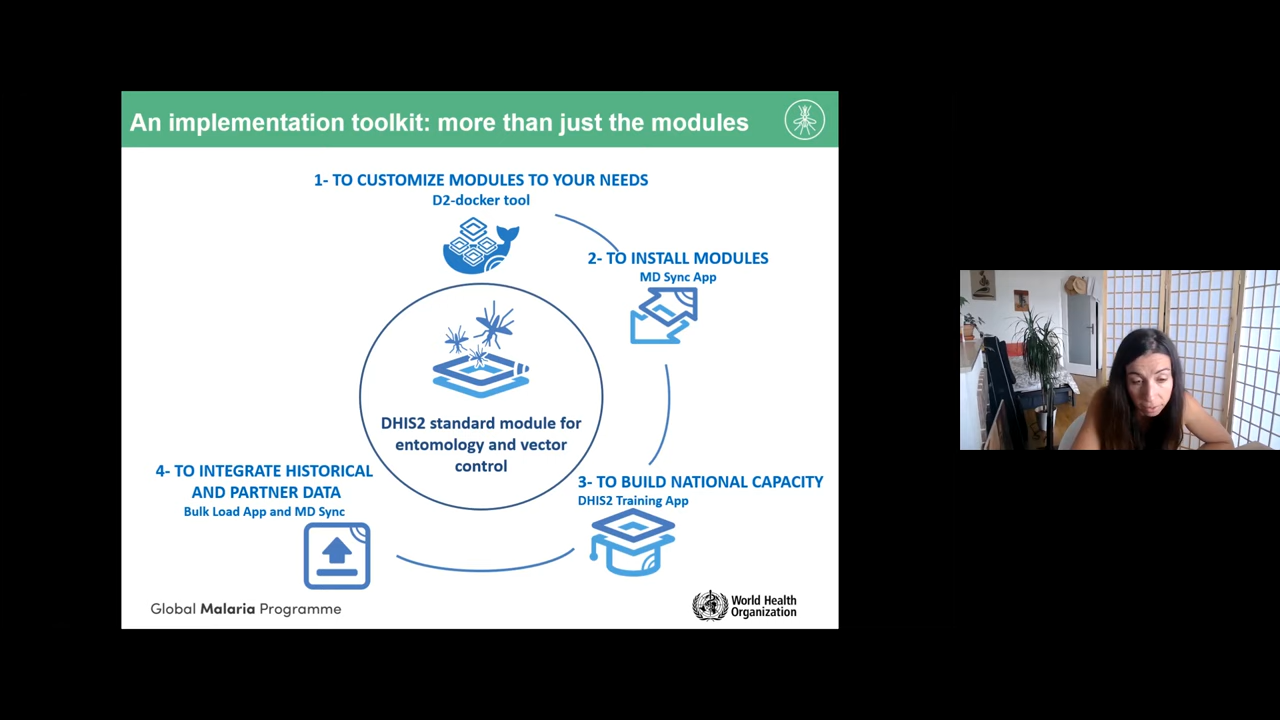 An implementation toolkit: more than just the modules
1- TO CUSTOMIZE MODULES TO YOUR NEEDS
D2-docker tool
2- TO INSTALL MODULES
MD Sync App
DHIS2 standard module for
entomology and vector
control
3- TO BUILD NATIONAL CAPACITY
DHIS2 Training App
4- TO INTEGRATE HISTORICAL
AND PARTNER DATA
Bulk Load App and MD Sync
Global Malaria Programme
World Health
Organization